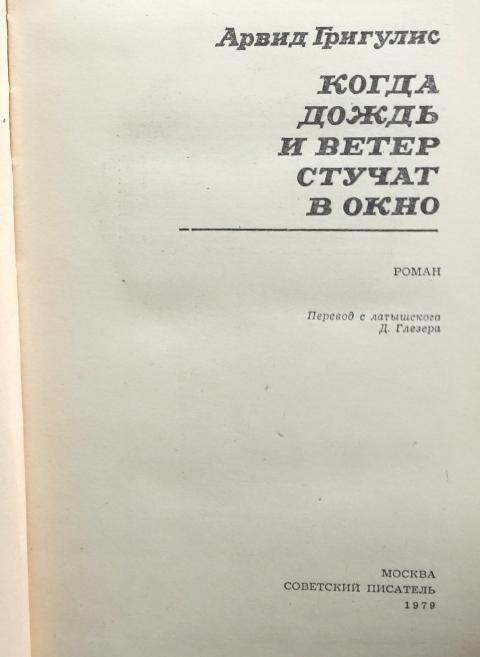 Арвид Григулис
КОГДА
ДОЖДЬ
И ВЕТЕР
СТУЧАТ
В ОКНО
РОМАН
Перевод с латышского
Д. Глезера
МОСКВА
СОВЕТСКИЙ ПИСАТЕЛЬ
1979